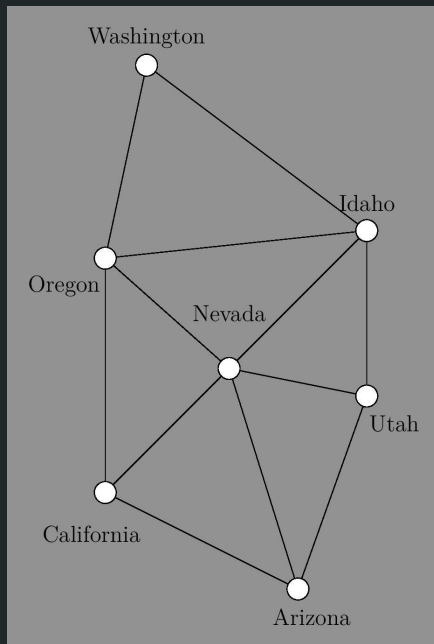 Washington
Idaho
Oregon
Nevada
Utah
California
Arizona